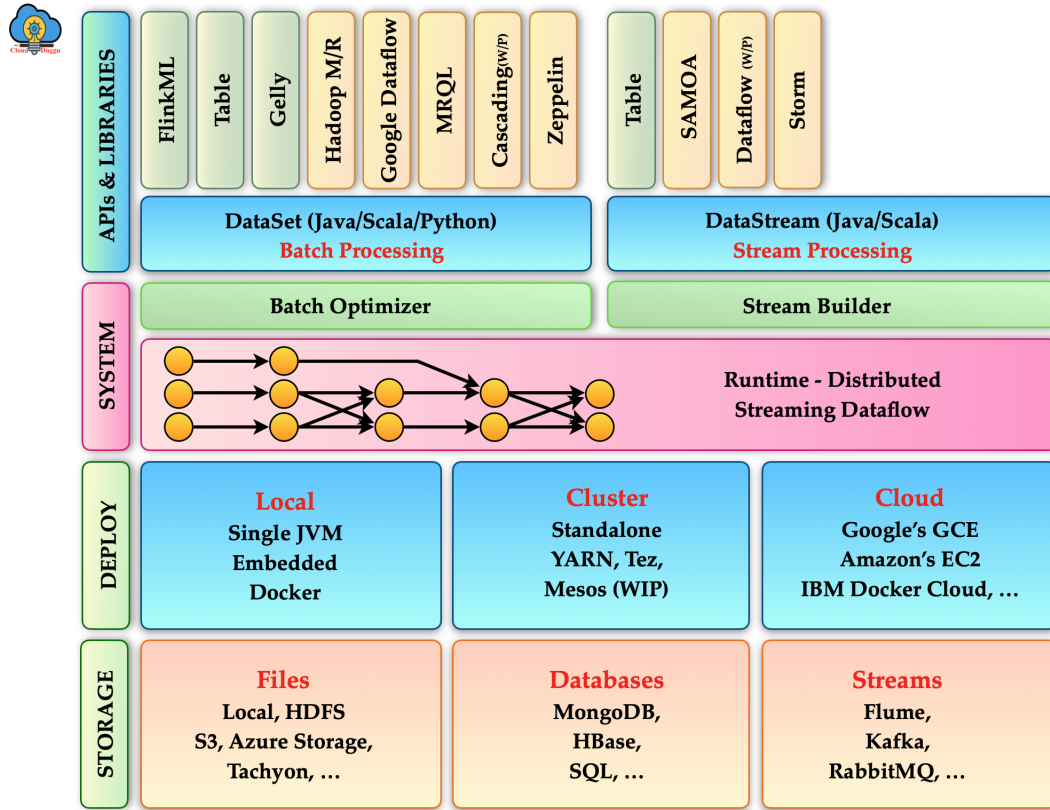 Cloud Duggu
APIs & LIBRARIES
FlinkML
Table
Gelly
Hadoop M/R
Google Dataflow
MRQL
Cascading(W/P)
Zeppelin
Table
SAMOA
Dataflow (W/P)
Storm
DataSet (Java/Scala/Python)
Batch Processing
DataStream (Java/Scala)
Stream Processing
SYSTEM
Batch Optimizer
Stream Builder
Runtime - Distributed
Streaming Dataflow
DEPLOY
Local
Single JVM
Embedded
Docker
Cluster
Standalone
YARN, Tez,
Mesos (WIP)
Cloud
Google’s GCE
Amazon’s EC2
IBM Docker Cloud, …
STORAGE
Files
Local, HDFS
S3, Azure Storage,
Tachyon, …
Databases
MongoDB,
HBase,
SQL, …
Streams
Flume,
Kafka,
RabbitMQ, …